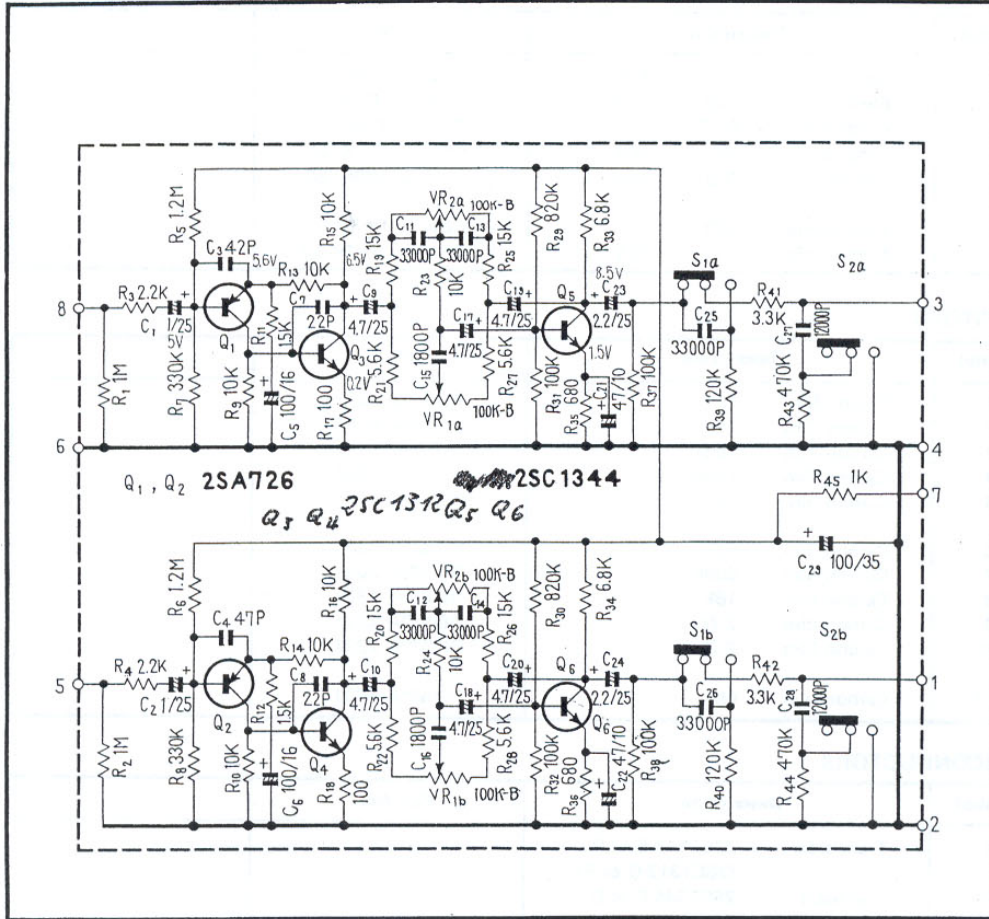 R5 1.2M
R15 10K
VR2a 100K-B
R29 820K
R33 6.8K
C3 42P
5.6V
R13 10K
6.5V
R19 15K
C11
33000P
C13
33000P
R25 15K
R23
10K
8.5V
S1a
S2a
8
R3 2.2K
C1
1/25
5V
Q1
R11
15K
C7
22P
Q3
0.2V
C9
4.7/25
C17
4.7/25
C19
4.7/25
Q5
1.5V
C23
2.2/25
C25
33000P
R41
3.3K
C27
12000P
3
R1 1M
R7 330K
R9 10K
C5 100/16
R17 100
R21 5.6K
C15 1800P
R27 5.6K
VR1a
100K-B
R31 100K
R35 680
C21 47/10
R37 100K
R39 120K
R43 470K
6
4
Q1 , Q2 2SA726
2SC1344
Q3 Q4 2SC1312 Q5 Q6
R45 1K
7
C29 100/35
R6 1.2M
R16 10K
VR2b 100K-B
R30 820K
R34 6.8K
C4 47P
R14 10K
R20 15K
C12
33000P
C14
33000P
R26 15K
R24
10K
S1b
S2b
5
R4 2.2K
C2 1/25
Q2
R12
1.5K
C8
22P
Q4
C10
4.7/25
C18
4.7/25
C20
4.7/25
Q6
Q6
C24
2.2/25
C26
33000P
R42
3.3K
C28
12000P
1
R2 1M
R8 330K
R10 10K
C6 100/16
R18
100
R22 5.6K
C16 1800P
R28 5.6K
VR1b
100K-B
R32 100K
R36 680
C22 47/10
R38 100K
R40 120K
R44 470K
2